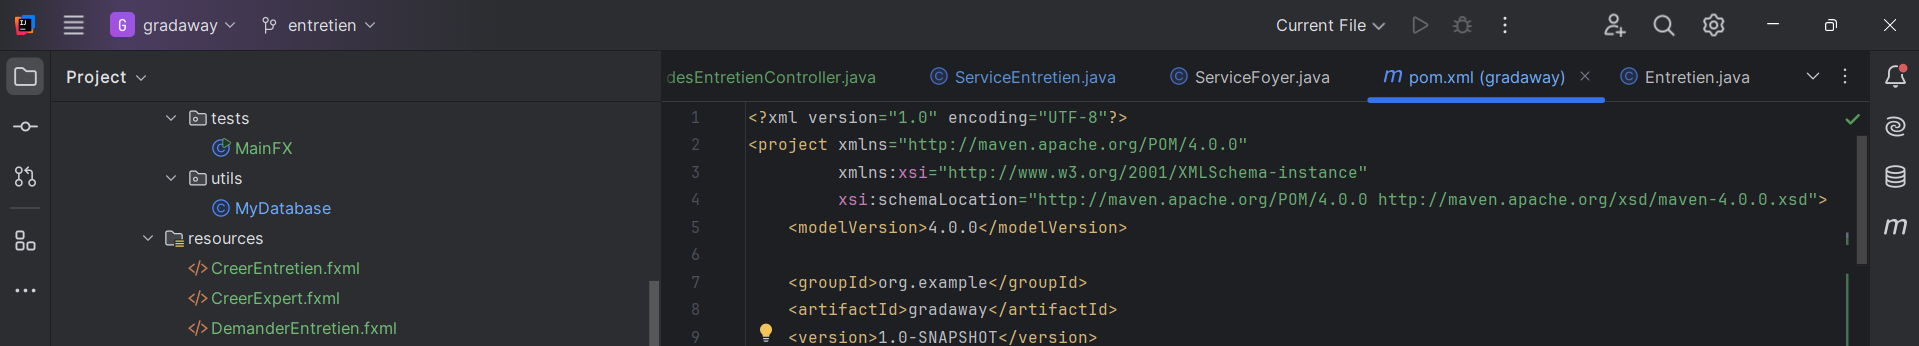 G gradaway entretien Current File
Project
desEntretienController.java ServiceEntretien.java ServiceFoyer.java m pom.xml (gradaway) Entretien.java
tests
MainFX
utils
MyDatabase
resources
</> CreerEntretien.fxml
</> CreerExpert.fxml
</> DemanderEntretien.fxml
1 <?xml version="1.0" encoding="UTF-8"?>
2 <project xmlns="http://maven.apache.org/POM/4.0.0"
3 xmlns:xsi="http://www.w3.org/2001/XMLSchema-instance"
4 xsi:schemaLocation="http://maven.apache.org/POM/4.0.0 http://maven.apache.org/xsd/maven-4.0.0.xsd">
5 <modelVersion>4.0.0</modelVersion>
6
7 <groupId>org.example</groupId>
8 <artifactId>gradaway</artifactId>
9 <version>1.0-SNAPSHOT</version>
m